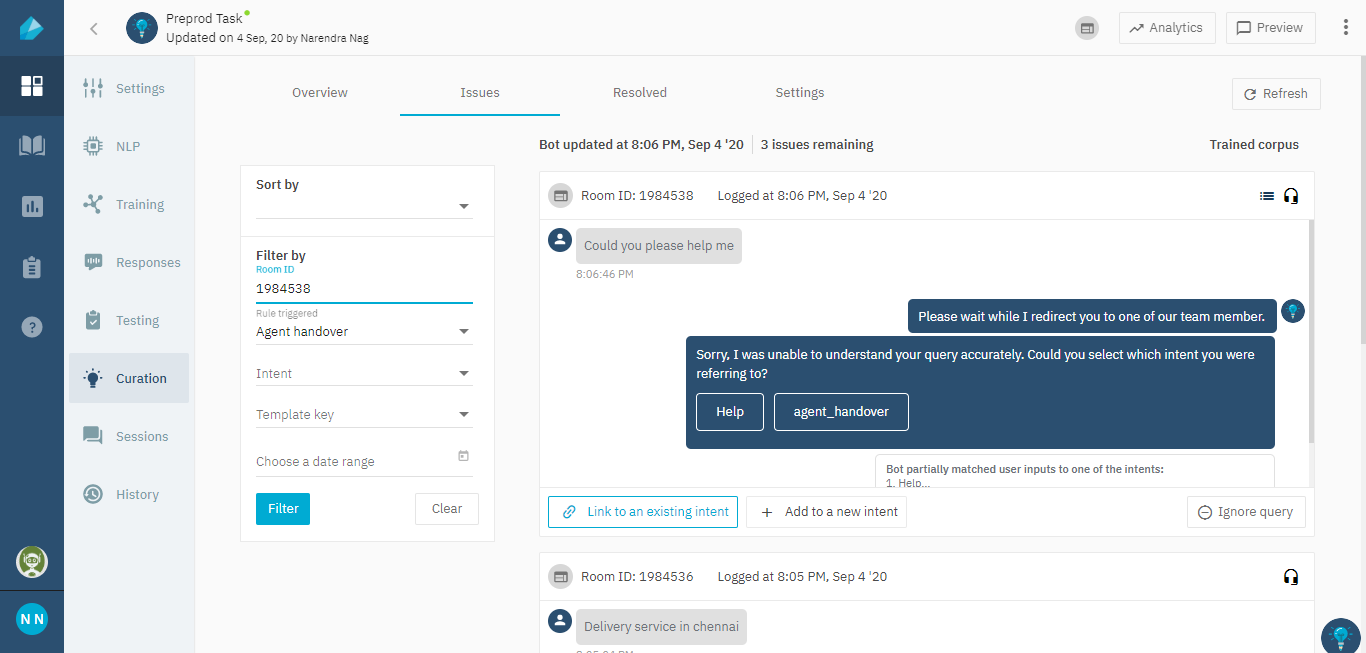 Preprod Task
Updated on 4 Sep, 20 by Narendra Nag
Analytics
Preview
Settings
NLP
Training
Responses
Testing
Curation
Sessions
History
N N
Overview
Issues
Resolved
Settings
Refresh
Bot updated at 8:06 PM, Sep 4 '20
3 issues remaining
Trained corpus
Sort by
Filter by
Room ID
1984538
Rule triggered
Agent handover
Intent
Template key
Choose a date range
Filter
Clear
Room ID: 1984538
Logged at 8:06 PM, Sep 4 '20
Could you please help me
8:06:46 PM
Please wait while I redirect you to one of our team member.
Sorry, I was unable to understand your query accurately. Could you select which intent you were
referring to?
Help
agent_handover
Bot partially matched user inputs to one of the intents:
1. Help...
Link to an existing intent
Add to a new intent
Ignore query
Room ID: 1984536
Logged at 8:05 PM, Sep 4 '20
Delivery service in chennai